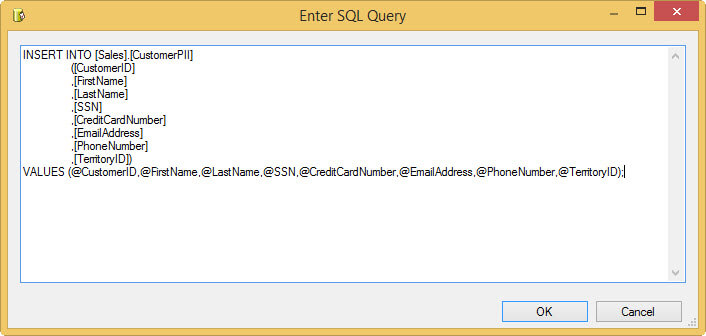 Enter SQL Query
INSERT INTO [Sales].[CustomerPII]
([CustomerID]
,[FirstName]
,[LastName]
,[SSN]
,[CreditCardNumber]
,[EmailAddress]
,[PhoneNumber]
,[TerritoryID])
VALUES (@CustomerID,@FirstName,@LastName,@SSN,@CreditCardNumber,@EmailAddress,@PhoneNumber,@TerritoryID);
OK Cancel